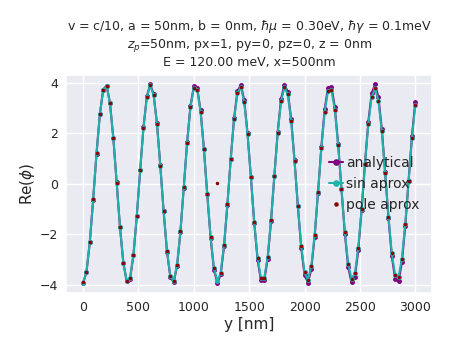 v = c/10, a = 50nm, b = 0nm, ℏμ = 0.30eV, ℏγ = 0.1meV
z_p=50nm, px=1, py=0, pz=0, z = 0nm
E = 120.00 meV, x=500nm
4
2
0
−2
−4
Re(ϕ)
analytical
sin aprox
pole aprox
0 500 1000 1500 2000 2500 3000
y [nm]